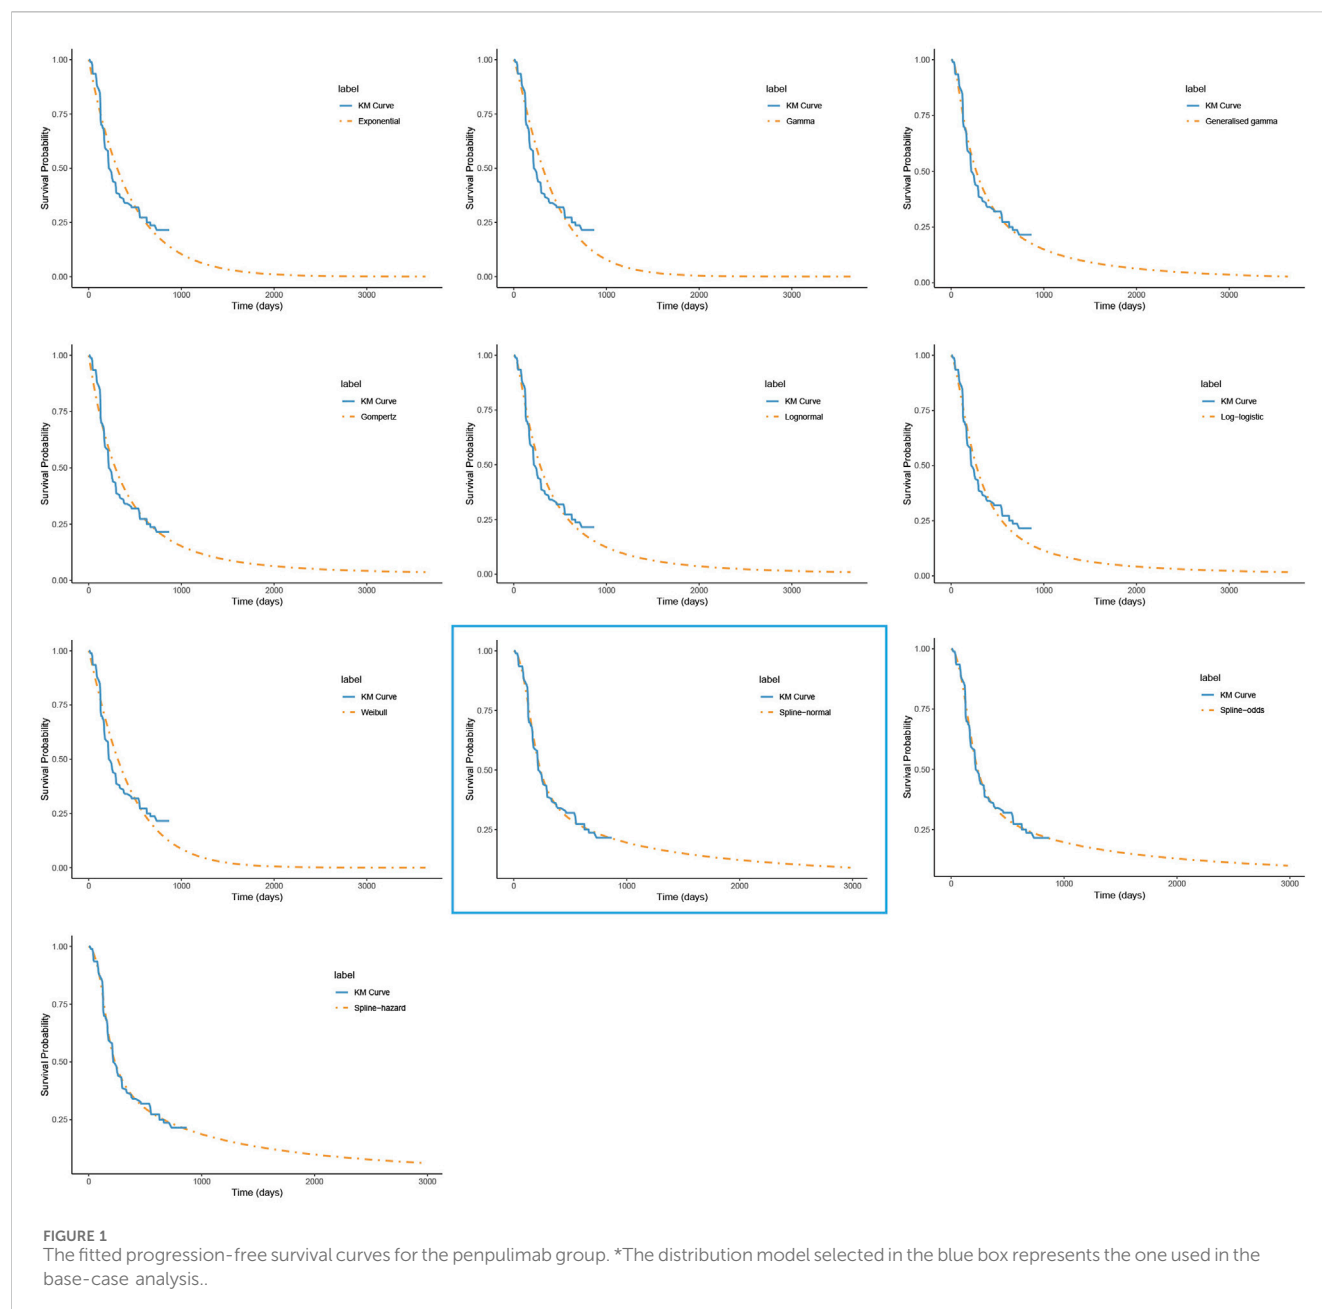 1.00
0.75
0.50
0.25
0.00
Survival Probability
0
1000
2000
3000
Time (days)
label
KM Curve
Exponential
1.00
0.75
0.50
0.25
0.00
Survival Probability
0
1000
2000
3000
Time (days)
label
KM Curve
Gamma
1.00
0.75
0.50
0.25
0.00
Survival Probability
0
1000
2000
3000
Time (days)
label
KM Curve
Generalised gamma
1.00
0.75
0.50
0.25
0.00
Survival Probability
0
1000
2000
3000
Time (days)
label
KM Curve
Gompertz
1.00
0.75
0.50
0.25
0.00
Survival Probability
0
1000
2000
3000
Time (days)
label
KM Curve
Lognormal
1.00
0.75
0.50
0.25
0.00
Survival Probability
0
1000
2000
3000
Time (days)
label
KM Curve
Log-logistic
1.00
0.75
0.50
0.25
0.00
Survival Probability
0
1000
2000
3000
Time (days)
label
KM Curve
Weibull
1.00
0.75
0.50
0.25
Survival Probability
0
1000
2000
3000
Time (days)
label
KM Curve
Spline-normal
1.00
0.75
0.50
0.25
Survival Probability
0
1000
2000
3000
Time (days)
label
KM Curve
Spline-odds
1.00
0.75
0.50
0.25
Survival Probability
0
1000
2000
3000
Time (days)
label
KM Curve
Spline-hazard
FIGURE 1
The fitted progression-free survival curves for the penpulimab group. *The distribution model selected in the blue box represents the one used in the
base-case analysis..